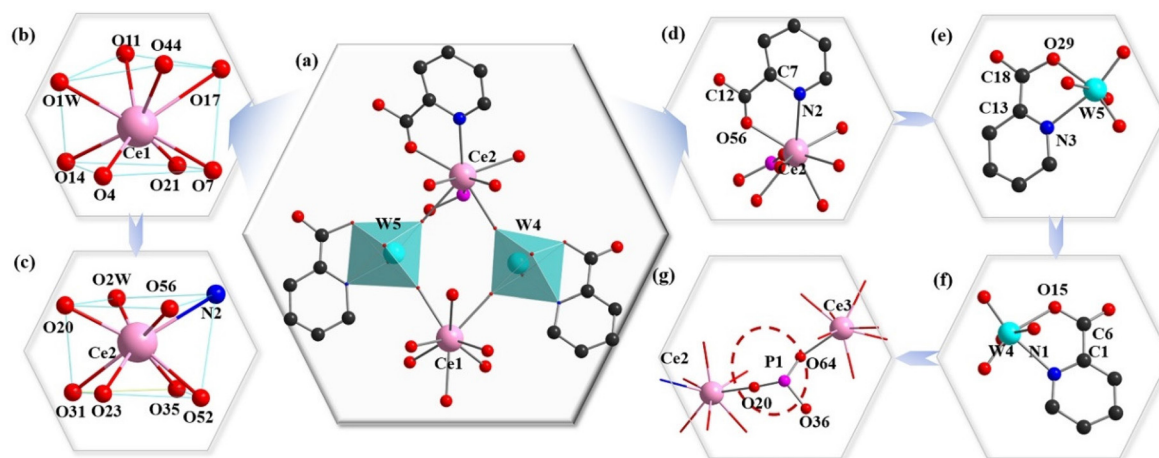 (b)
O11
O44
O1W
O17
Ce1
O14
O4
O21
O7
(c)
O2W
O56
N2
O20
Ce2
O31
O23
O35
O52
(a)
Ce2
W5
W4
Ce1
(d)
C7
C12
N2
O56
Ce2
(e)
O29
C18
W5
C13
N3
(g)
Ce3
Ce2
P1
O64
O20
O36
(f)
O15
C6
W4
N1
C1